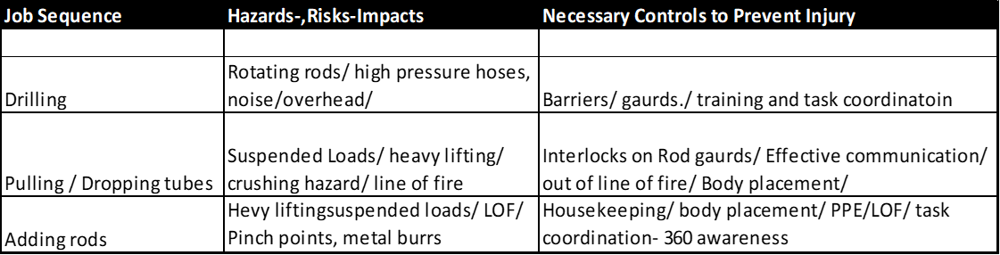 Job Sequence Hazards-,Risks-Impacts Necessary Controls to Prevent Injury
Rotating rods/ high pressure hoses,
Drilling noise/overhead/ Barriers/ gaurds./ training and task coordinatoin
Suspended Loads/ heavy lifting/ Interlocks on Rod gaurds/ Effective communication/
Pulling / Dropping tubes crushing hazard/ line of fire out of line of fire/ Body placement/
Hevy liftingsuspended loads/ LOF/ Housekeeping/ body placement/ PPE/LOF/ task
Adding rods Pinch points, metal burrs coordination- 360 awareness